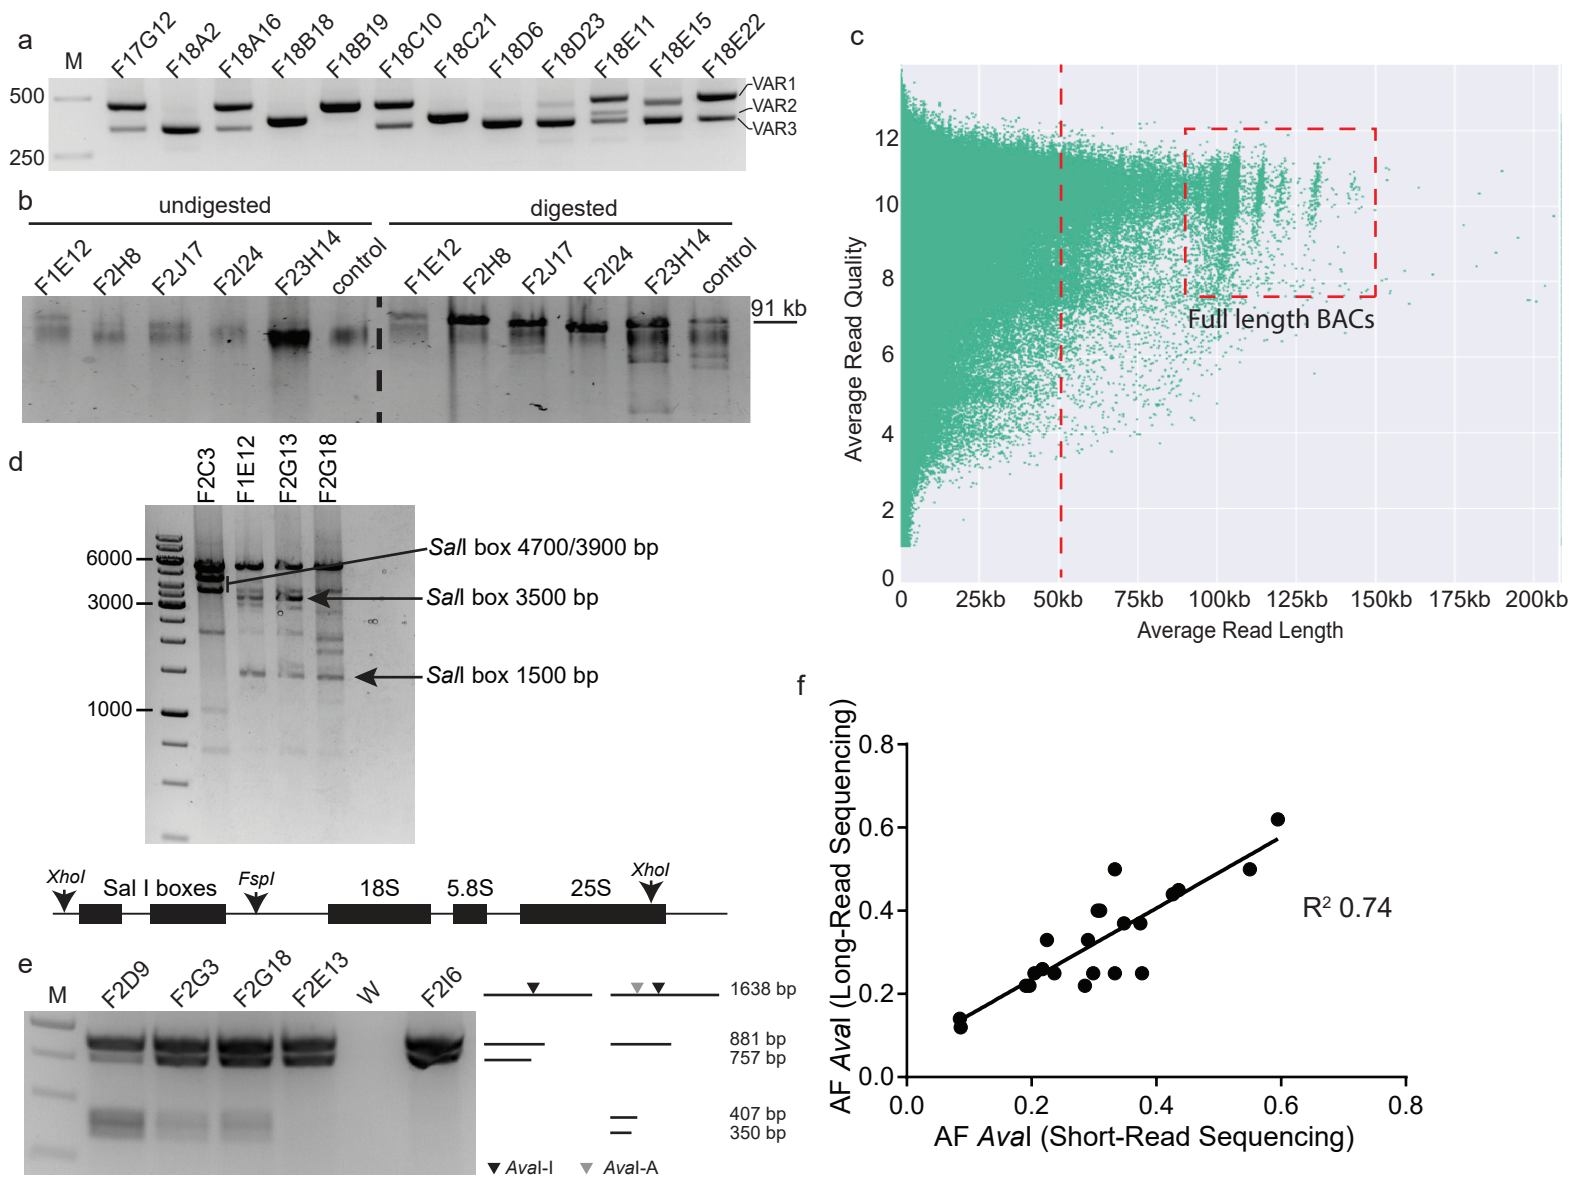 a
M F17G12 F18A2 F18A16 F18B18 F18B19 F18C10 F18C21 F18D6 F18D23 F18E11 F18E15 F18E22
500
250
VAR1
VAR2
VAR3
b
undigested digested
F1E12 F2H8 F2J17 F2I24 F23H14 control F1E12 F2H8 F2J17 F2I24 F23H14 control
91 kb
c
Average Read Quality
12
10
8
6
4
2
0
Full length BACs
0 25kb 50kb 75kb 100kb 125kb 150kb 175kb 200kb
Average Read Length
d
F2C3 F1E12 F2G13 F2G18
6000
3000
1000
SalI box 4700/3900 bp
SalI box 3500 bp
SalI box 1500 bp
XhoI Sal I boxes FspI 18S 5.8S 25S XhoI
e
M F2D9 F2G3 F2G18 F2E13 W F2I6
1638 bp
881 bp
757 bp
407 bp
350 bp
AvaI-I AvaI-A
f
AF AvaI (Long-Read Sequencing)
0.8
0.6
0.4
0.2
0.0
R² 0.74
0.0 0.2 0.4 0.6 0.8
AF AvaI (Short-Read Sequencing)